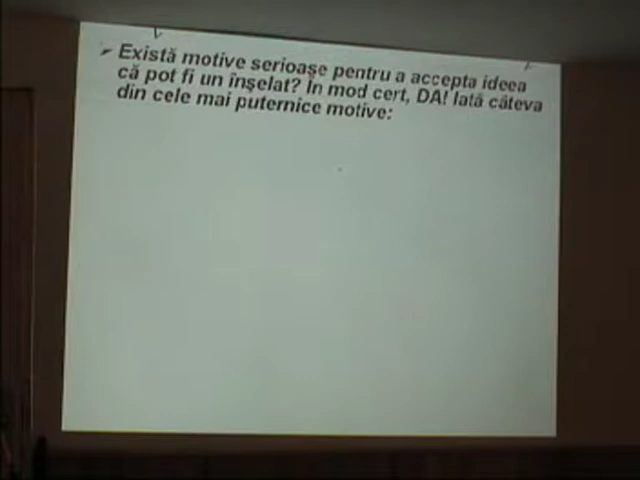 ➤ Există motive serioase pentru a accepta ideea
că pot fi un înşelat? În mod cert, DA! Iată câteva
din cele mai puternice motive: